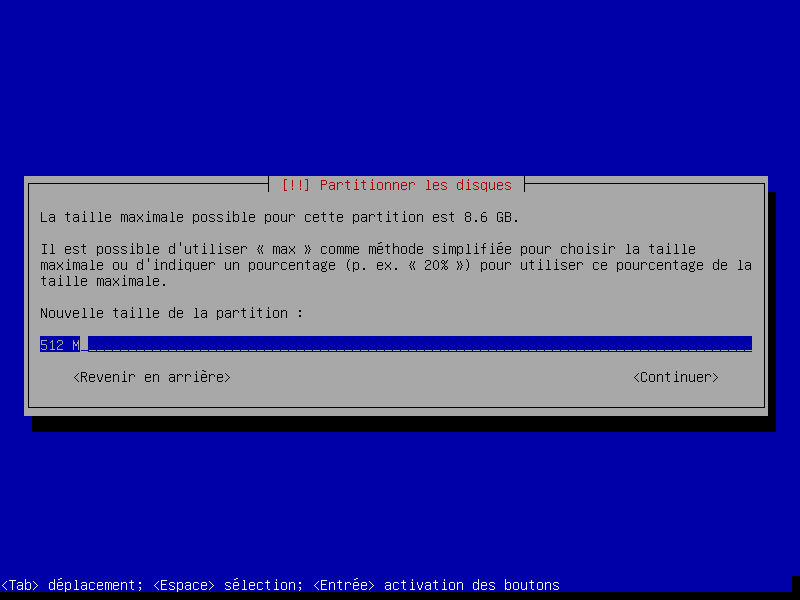 [!!] Partitionner les disques
La taille maximale possible pour cette partition est 8.6 GB.
Il est possible d'utiliser « max » comme méthode simplifiée pour choisir la taille
maximale ou d'indiquer un pourcentage (p. ex. « 20% ») pour utiliser ce pourcentage de la
taille maximale.
Nouvelle taille de la partition :
512 M
<Revenir en arrière> <Continuer>
<Tab> déplacement; <Espace> sélection; <Entrée> activation des boutons